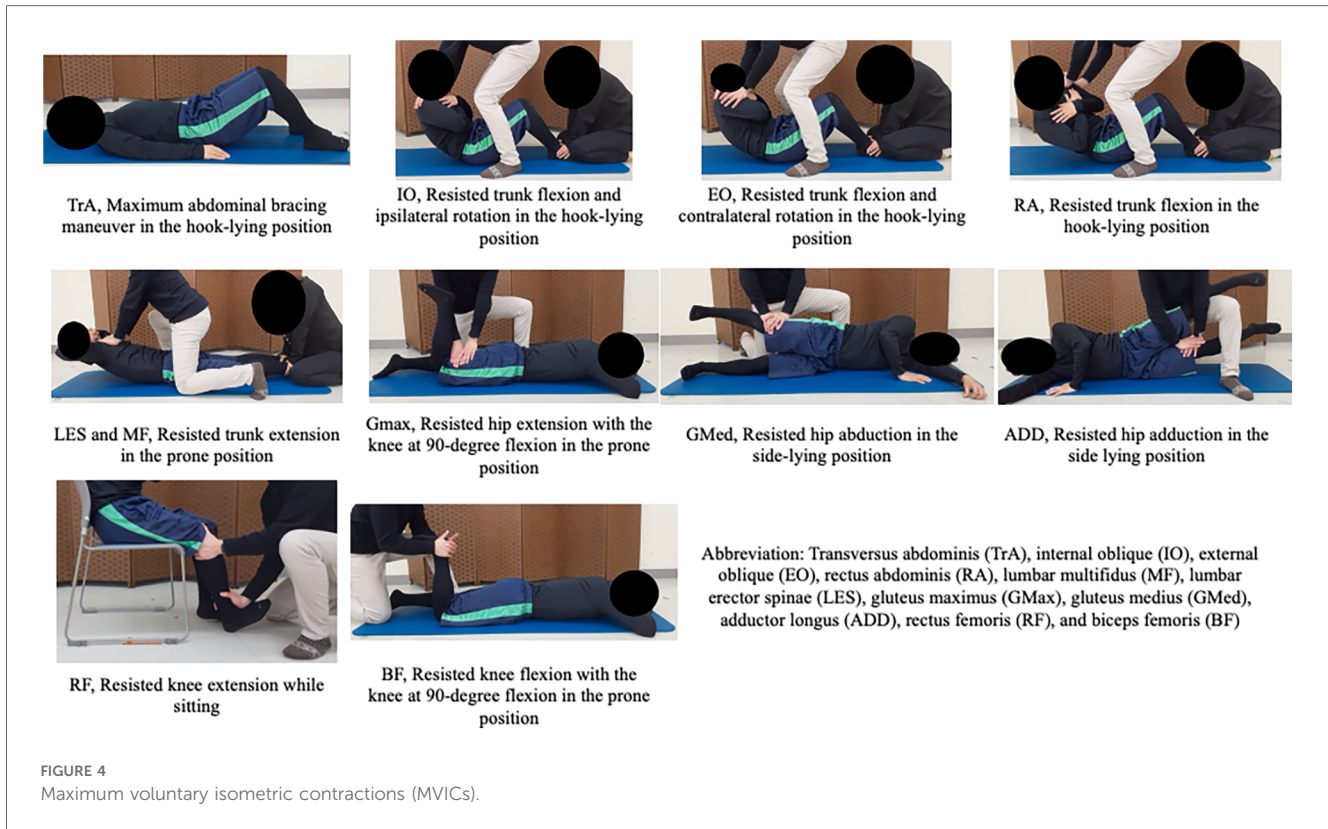 TrA, Maximum abdominal bracing
maneuver in the hook-lying position
IO, Resisted trunk flexion and
ipsilateral rotation in the hook-lying
position
EO, Resisted trunk flexion and
contralateral rotation in the hook-lying
position
RA, Resisted trunk flexion in the
hook-lying position
LES and MF, Resisted trunk extension
in the prone position
Gmax, Resisted hip extension with the
knee at 90-degree flexion in the prone
position
GMed, Resisted hip abduction in the
side-lying position
ADD, Resisted hip adduction in the
side lying position
RF, Resisted knee extension while
sitting
BF, Resisted knee flexion with the
knee at 90-degree flexion in the prone
position
Abbreviation: Transversus abdominis (TrA), internal oblique (IO), external
oblique (EO), rectus abdominis (RA), lumbar multifidus (MF), lumbar
erector spinae (LES), gluteus maximus (GMax), gluteus medius (GMed),
adductor longus (ADD), rectus femoris (RF), and biceps femoris (BF)
FIGURE 4
Maximum voluntary isometric contractions (MVICs).